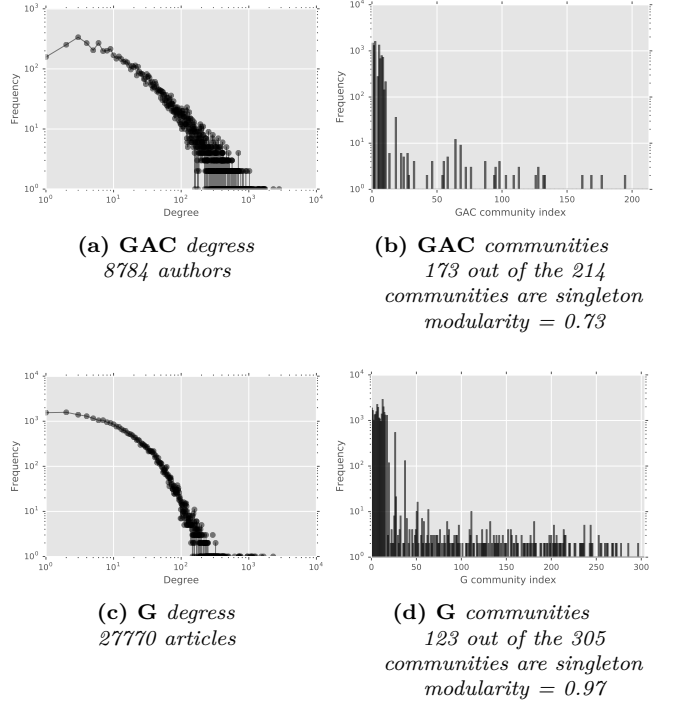 10^3
10^2
10^1
10^0
Frequency
10^0 10^1 10^2 10^3 10^4
Degree
10^4
10^3
10^2
10^1
10^0
Frequency
0 50 100 150 200
GAC community index
(a) GAC degress
8784 authors
(b) GAC communities
173 out of the 214
communities are singleton
modularity = 0.73
10^4
10^3
10^2
10^1
10^0
Frequency
10^0 10^1 10^2 10^3 10^4
Degree
10^4
10^3
10^2
10^1
10^0
Frequency
0 50 100 150 200 250 300
G community index
(c) G degress
27770 articles
(d) G communities
123 out of the 305
communities are singleton
modularity = 0.97